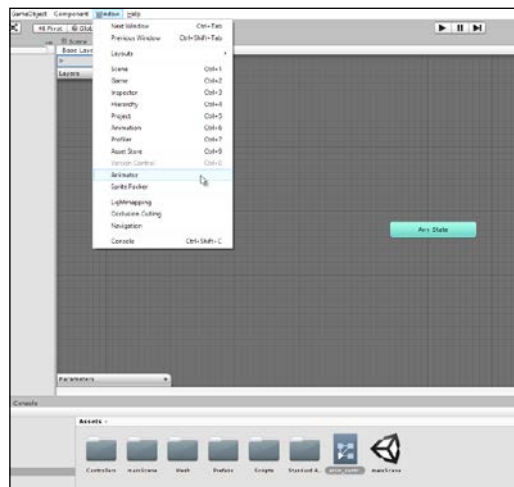 GameObject Component Window Help
Pivot
Scene
Base Laye
Layers
Next Window Ctrl+Tab
Previous Window Ctrl+Shift+Tab
Layouts
Scene Ctrl+1
Game Ctrl+2
Inspector Ctrl+3
Hierarchy Ctrl+4
Project Ctrl+5
Animation Ctrl+6
Profiler Ctrl+7
Asset Store Ctrl+9
Version Control Ctrl+0
Animator
Sprite Packer
Lightmapping
Occlusion Culling
Navigation
Console Ctrl+Shift+C
Any State
Parameters +
Console
Assets
Controllers mainScene Mesh Prefabs Scripts Standard A... mainScene